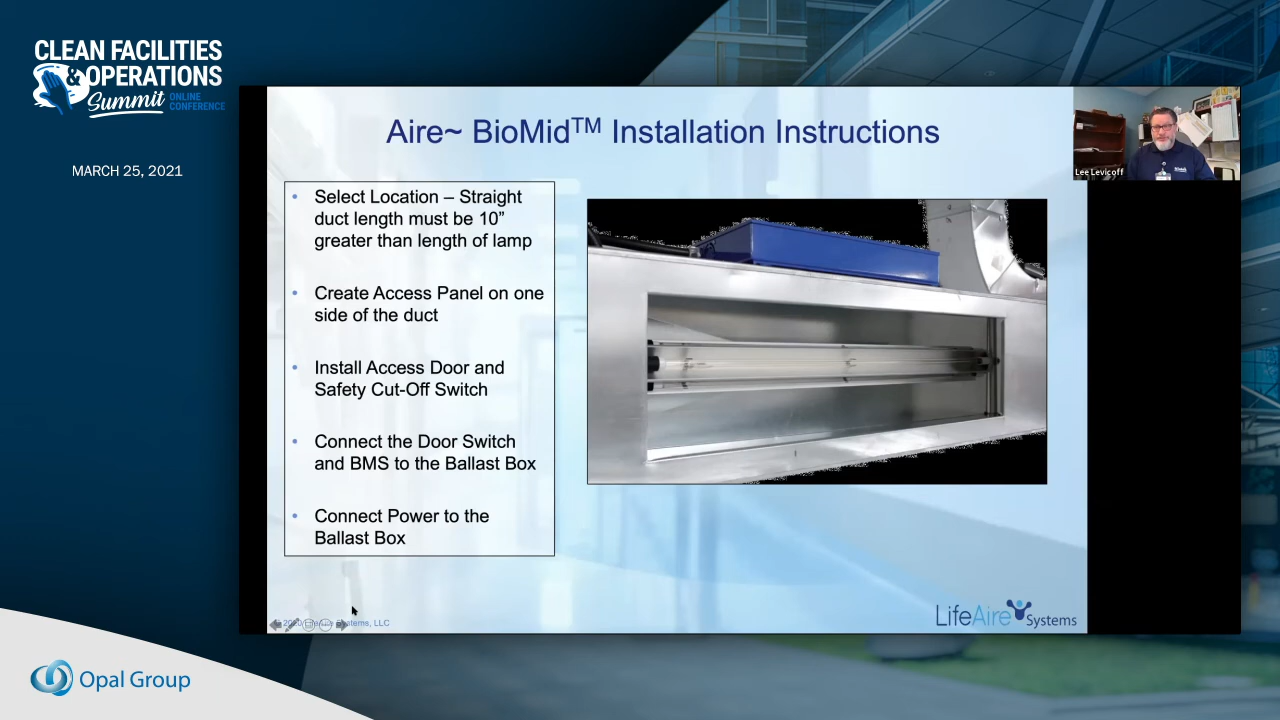 CLEAN FACILITIES
& OPERATIONS
Summit ONLINE
CONFERENCE
MARCH 25, 2021
Aire~ BioMid™ Installation Instructions
Lee Levicoff
• Select Location – Straight
duct length must be 10”
greater than length of lamp
• Create Access Panel on one
side of the duct
• Install Access Door and
Safety Cut-Off Switch
• Connect the Door Switch
and BMS to the Ballast Box
• Connect Power to the
Ballast Box
LLC
LifeAire Systems
Opal Group